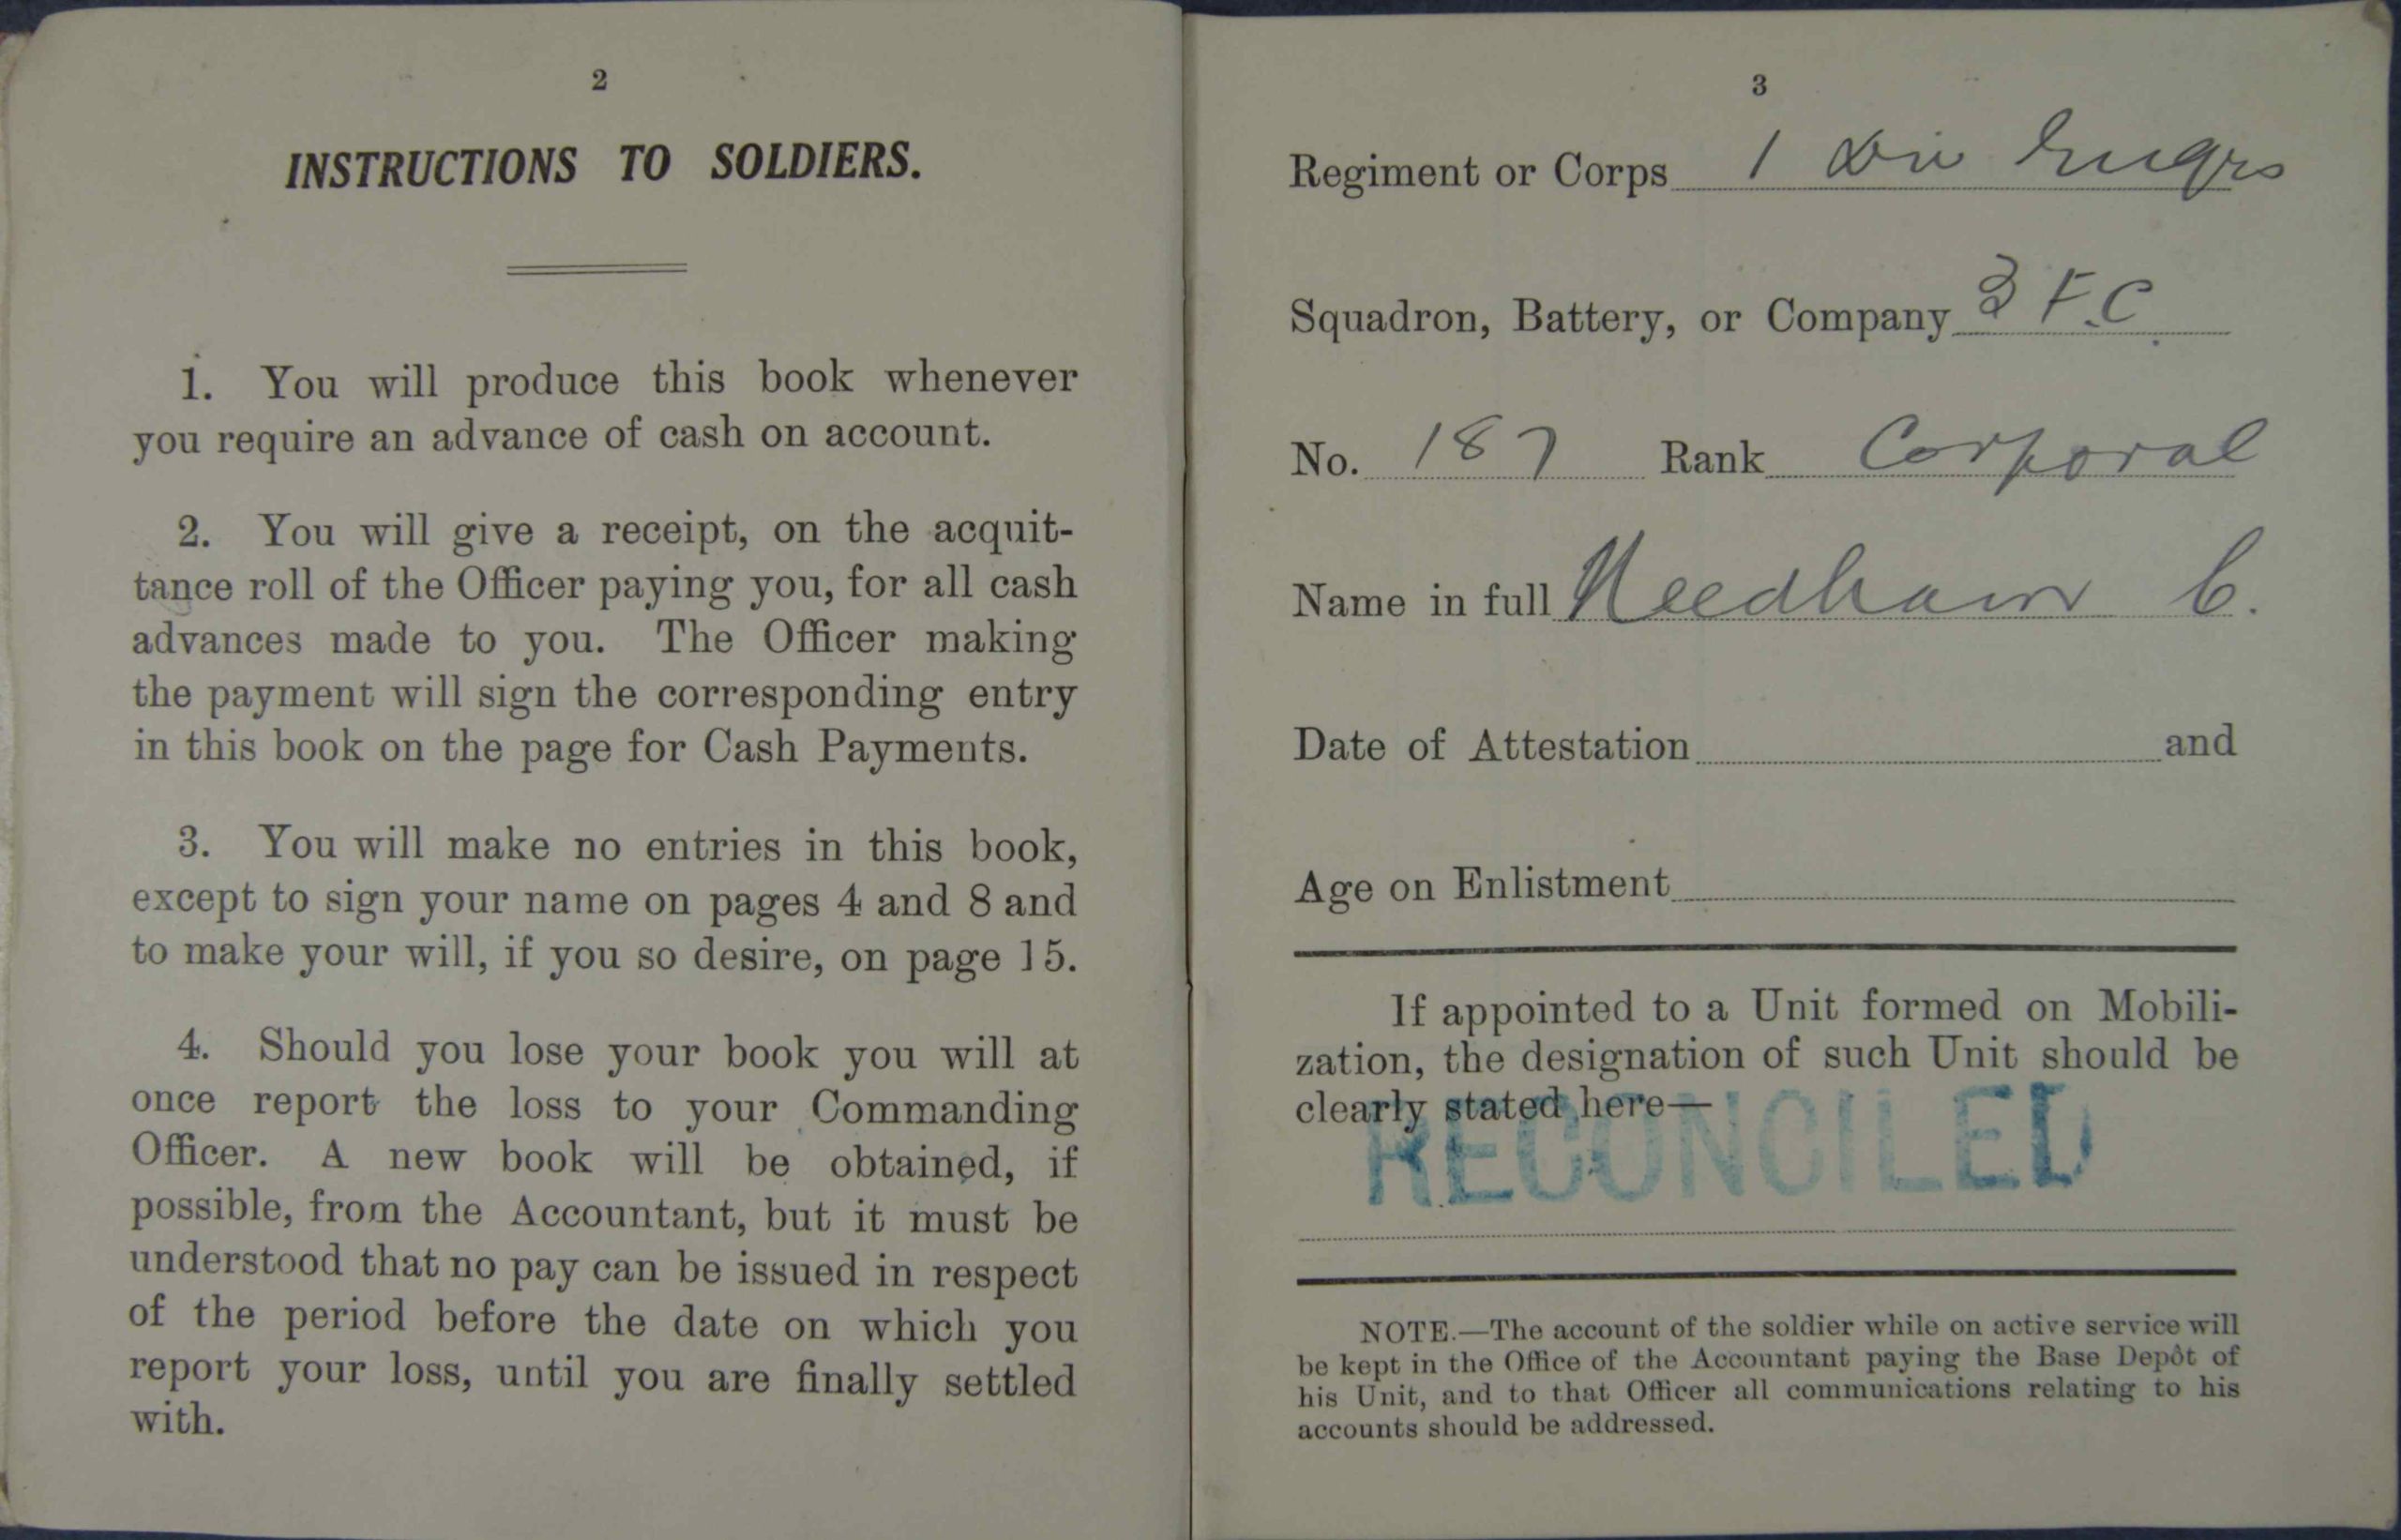 2
INSTRUCTIONS TO SOLDIERS.
1. You will produce this book whenever
you require an advance of cash on account.
2. You will give a receipt, on the acquit-
tance roll of the Officer paying you, for all cash
advances made to you. The Officer making
the payment will sign the corresponding entry
in this book on the page for Cash Payments.
3. You will make no entries in this book,
except to sign your name on pages 4 and 8 and
to make your will, if you so desire, on page 15.
4. Should you lose your book you will at
once report the loss to your Commanding
Officer. A new book will be obtained, if
possible, from the Accountant, but it must be
understood that no pay can be issued in respect
of the period before the date on which you
report your loss, until you are finally settled
with.
3
Regiment or Corps 1 Div Engrs
Squadron, Battery, or Company 3 F.C.
No. 187 Rank Corporal
Name in full Needham C.
Date of Attestation and
Age on Enlistment
If appointed to a Unit formed on Mobili-
zation, the designation of such Unit should be
clearly stated here—
RECONCILED
NOTE.—The account of the soldier while on active service will
be kept in the Office of the Accountant paying the Base Depôt of
his Unit, and to that Officer all communications relating to his
accounts should be addressed.